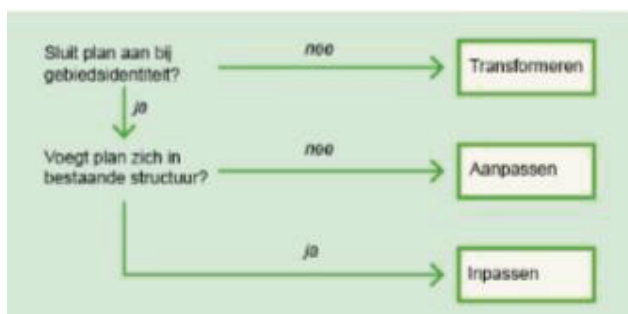 Sluit plan aan bij
gebiedsidentiteit?
nee
Transformeren
ja
Voegt plan zich in
bestaande structuur?
nee
Aanpassen
ja
Inpassen